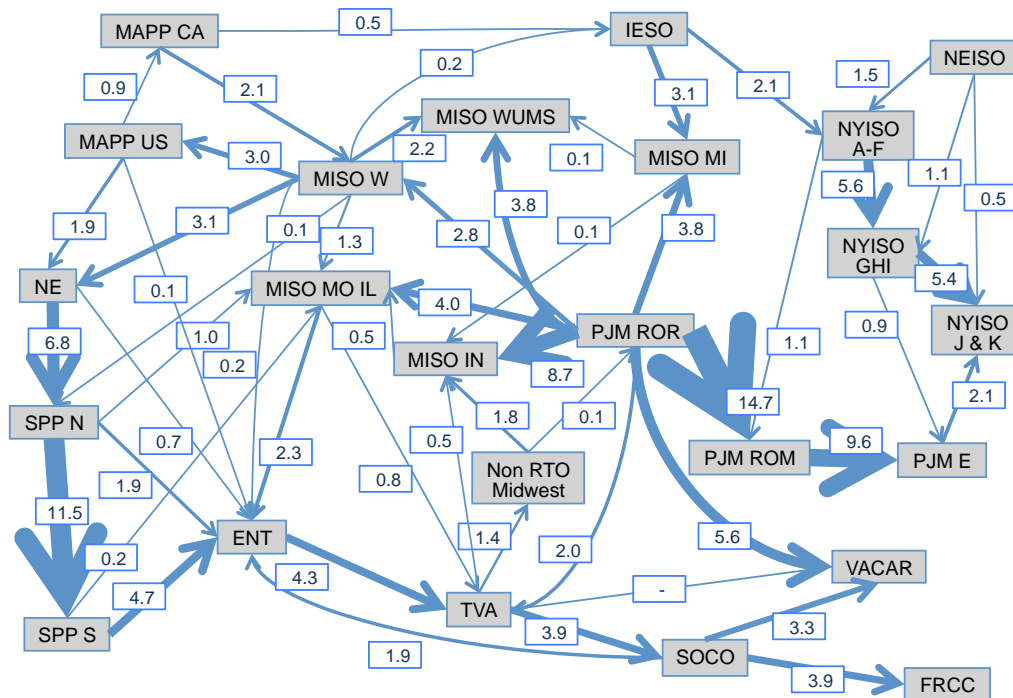 MAPP CA
0.5
IESO
NEISO
0.2
1.5
0.9
2.1
3.1
2.1
MISO WUMS
MAPP US
NYISO
A-F
2.2
3.0
0.1
MISO MI
MISO W
1.1
5.6
0.5
1.9
3.1
0.1
1.3
2.8
3.8
0.1
3.8
NYISO
GHI
5.4
NE
0.1
MISO MO IL
4.0
NYISO
J & K
6.8
1.0
0.5
PJM ROR
0.9
0.2
MISO IN
8.7
1.1
2.1
14.7
SPP N
1.8
0.1
0.7
2.3
0.5
PJM ROM
9.6
PJM E
1.9
0.8
Non RTO
Midwest
11.5
ENT
1.4
2.0
5.6
0.2
4.3
VACAR
4.7
TVA
-
SPP S
3.9
3.3
1.9
SOCO
3.9
FRCC